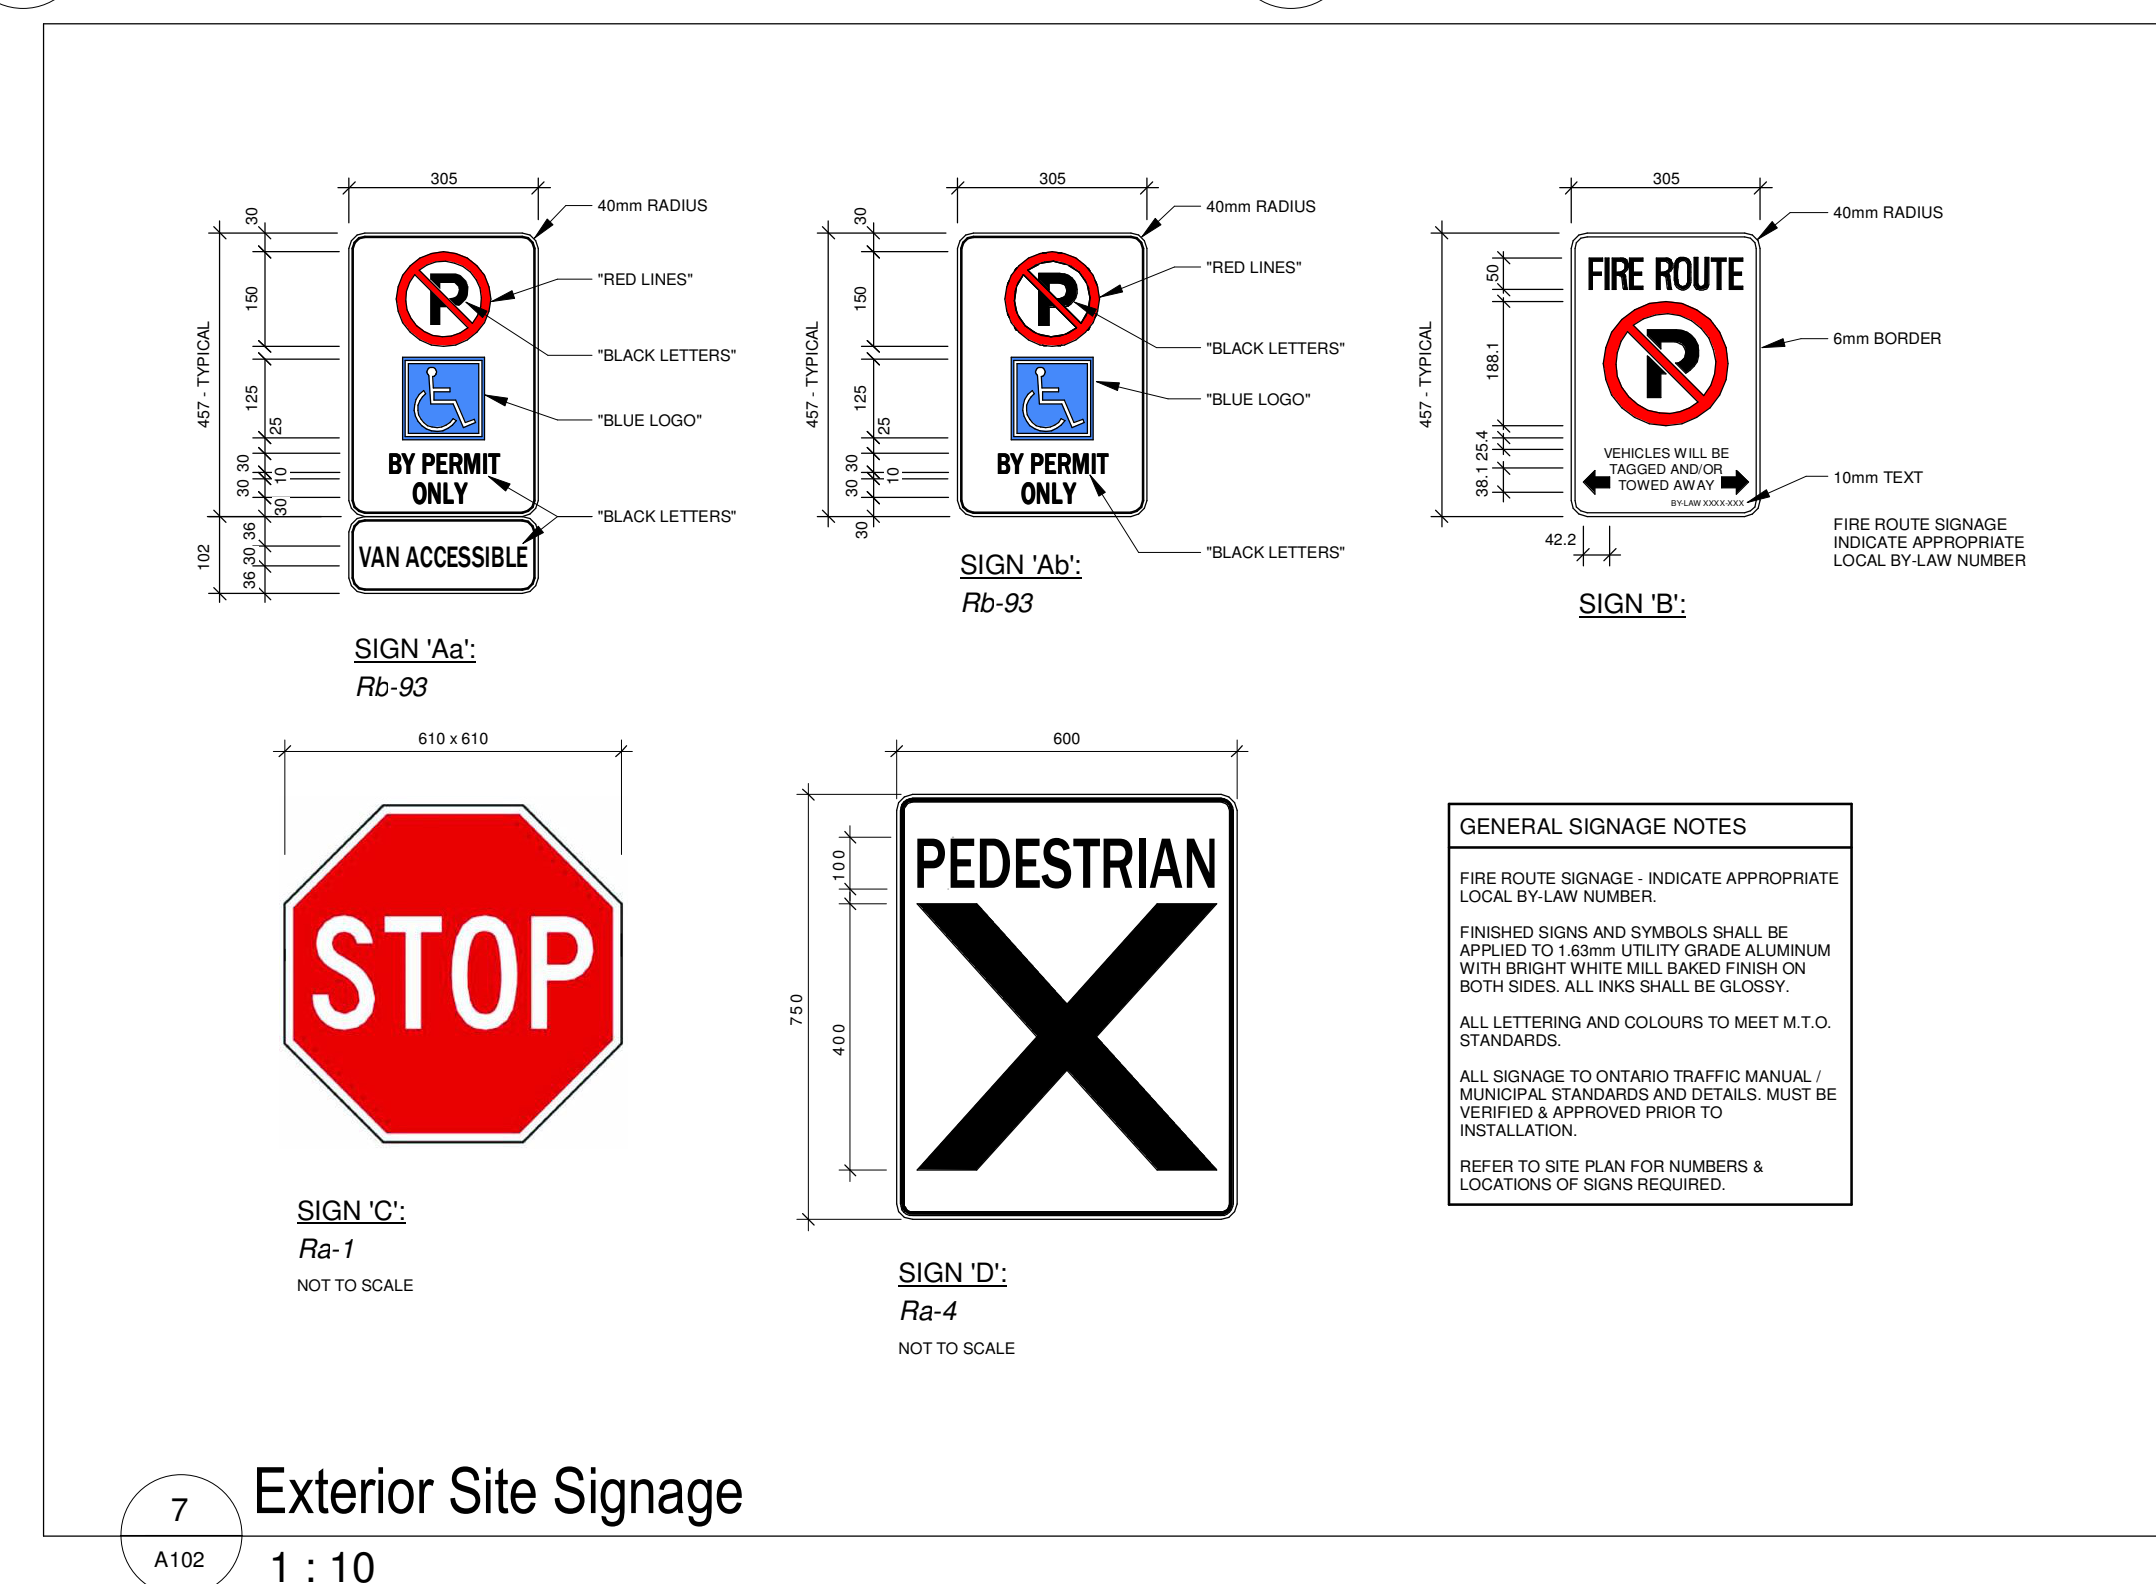 305
40mm RADIUS
"RED LINES"
"BLACK LETTERS"
"BLUE LOGO"
"BLACK LETTERS"
30
150
125
25
30
10
30
30
36
30
36
457 - TYPICAL
102
P
BY PERMIT
ONLY
VAN ACCESSIBLE
SIGN 'Aa':
Rb-93
305
40mm RADIUS
"RED LINES"
"BLACK LETTERS"
"BLUE LOGO"
"BLACK LETTERS"
30
150
125
25
30
10
30
30
457 - TYPICAL
P
BY PERMIT
ONLY
SIGN 'Ab':
Rb-93
305
40mm RADIUS
6mm BORDER
10mm TEXT
FIRE ROUTE SIGNAGE
INDICATE APPROPRIATE
LOCAL BY-LAW NUMBER
50
188.1
25.4
38.1
457 - TYPICAL
42.2
FIRE ROUTE
P
VEHICLES WILL BE
TAGGED AND/OR
TOWED AWAY
BY-LAW XXXX-XXX
SIGN 'B':
610 x 610
STOP
SIGN 'C':
Ra-1
NOT TO SCALE
600
750
100
400
PEDESTRIAN
X
SIGN 'D':
Ra-4
NOT TO SCALE
GENERAL SIGNAGE NOTES
FIRE ROUTE SIGNAGE - INDICATE APPROPRIATE
LOCAL BY-LAW NUMBER.
FINISHED SIGNS AND SYMBOLS SHALL BE
APPLIED TO 1.63mm UTILITY GRADE ALUMINUM
WITH BRIGHT WHITE MILL BAKED FINISH ON
BOTH SIDES. ALL INKS SHALL BE GLOSSY.
ALL LETTERING AND COLOURS TO MEET M.T.O.
STANDARDS.
ALL SIGNAGE TO ONTARIO TRAFFIC MANUAL /
MUNICIPAL STANDARDS AND DETAILS. MUST BE
VERIFIED & APPROVED PRIOR TO
INSTALLATION.
REFER TO SITE PLAN FOR NUMBERS &
LOCATIONS OF SIGNS REQUIRED.
7
A102
Exterior Site Signage
1 : 10